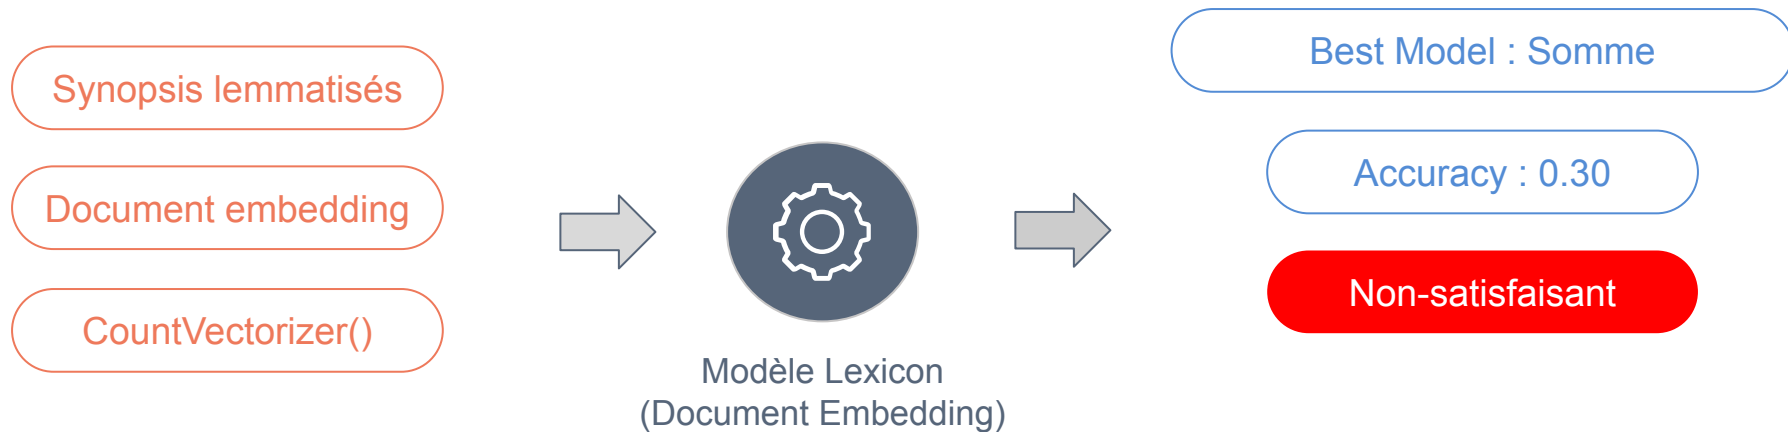 Synopsis lemmatisés
Document embedding
CountVectorizer()
Modèle Lexicon
(Document Embedding)
Best Model : Somme
Accuracy : 0.30
Non-satisfaisant